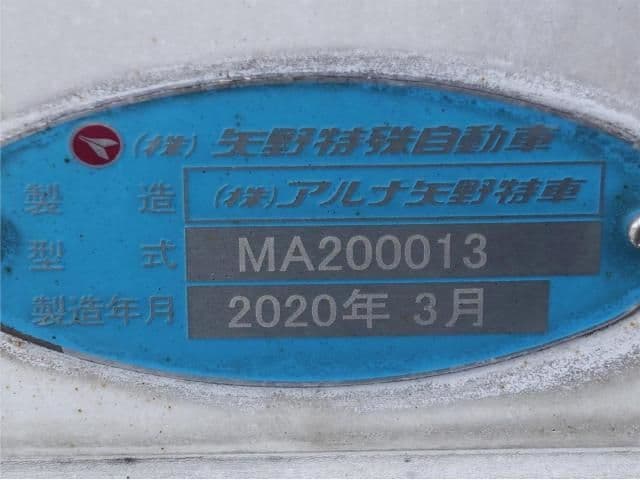 (株)矢野特殊自動車
製造 (株)アルナ矢野特車
型式 MA200013
製造年月 2020年 3月